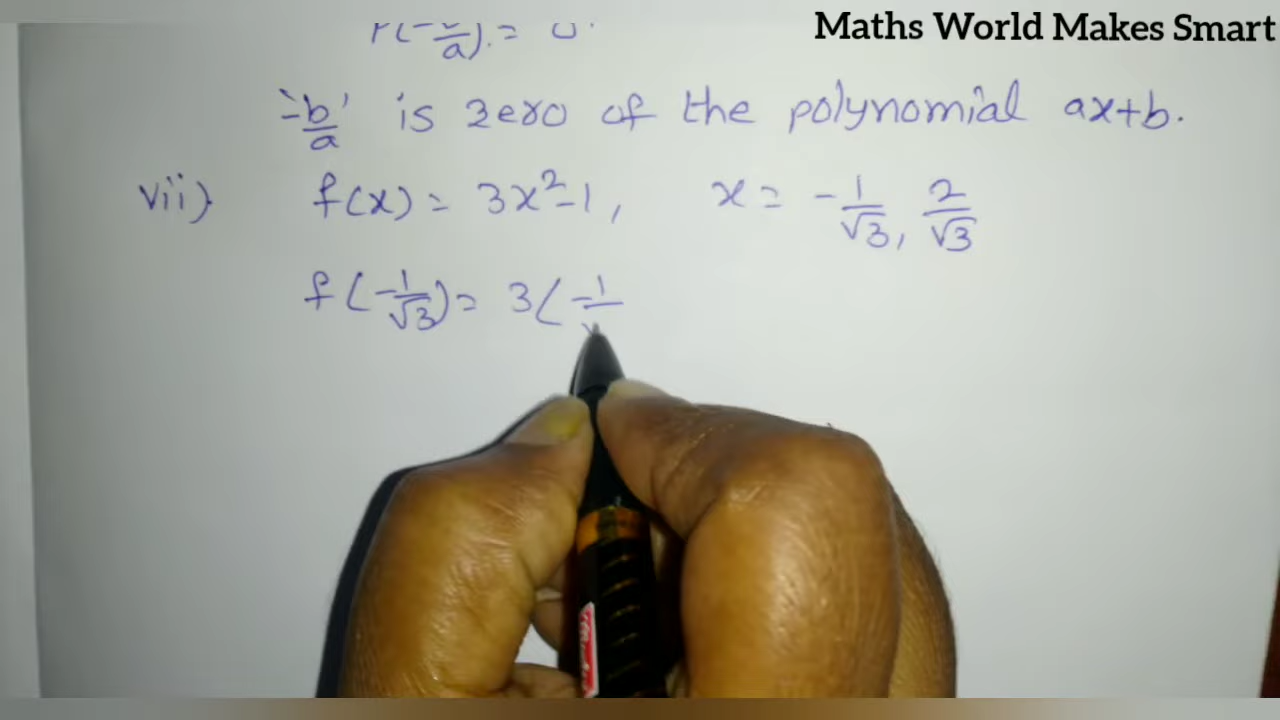 Maths World Makes Smart
P(-b/a) = 0.
'-b/a' is zero of the polynomial ax+b.
vii) f(x) = 3x²-1, x = -1/√3, 2/√3
f(-1/√3) = 3(-1/√